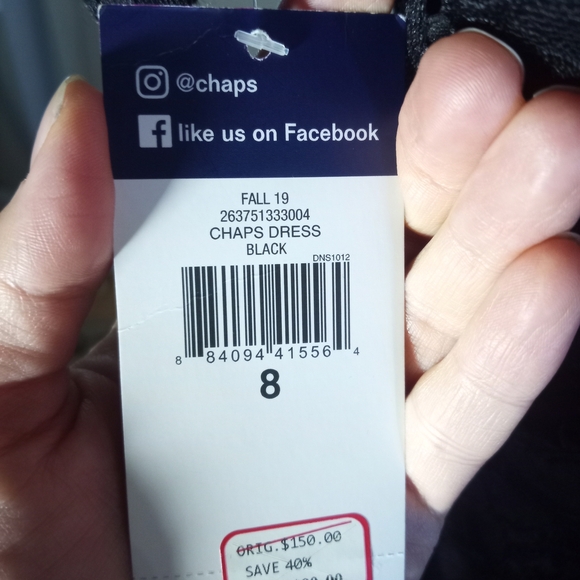 @chaps
like us on Facebook
FALL 19
263751333004
CHAPS DRESS
BLACK
DNS1012
8 84094 41556 4
8
ORIG.$150.00
SAVE 40%